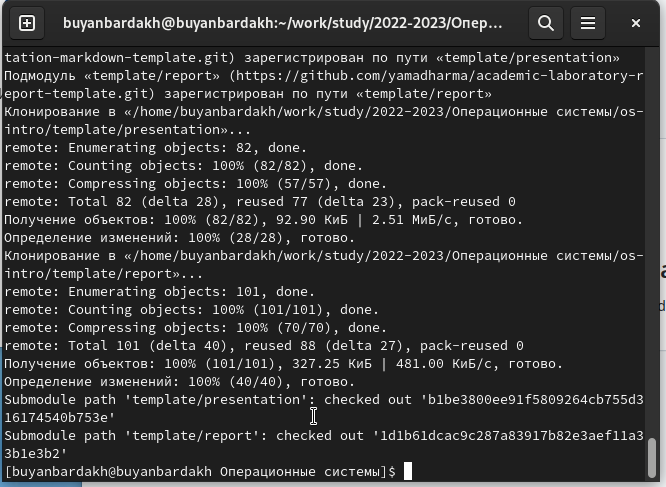 buyanbardakh@buyanbardakh:~/work/study/2022-2023/Опер...
tation-markdown-template.git) зарегистрирован по пути «template/presentation»
Подмодуль «template/report» (https://github.com/yamadharma/academic-laboratory-r
eport-template.git) зарегистрирован по пути «template/report»
Клонирование в «/home/buyanbardakh/work/study/2022-2023/Операционные системы/os-
intro/template/presentation»...
remote: Enumerating objects: 82, done.
remote: Counting objects: 100% (82/82), done.
remote: Compressing objects: 100% (57/57), done.
remote: Total 82 (delta 28), reused 77 (delta 23), pack-reused 0
Получение объектов: 100% (82/82), 92.90 КиБ | 2.51 МиБ/с, готово.
Определение изменений: 100% (28/28), готово.
Клонирование в «/home/buyanbardakh/work/study/2022-2023/Операционные системы/os-
intro/template/report»...
remote: Enumerating objects: 101, done.
remote: Counting objects: 100% (101/101), done.
remote: Compressing objects: 100% (70/70), done.
remote: Total 101 (delta 40), reused 88 (delta 27), pack-reused 0
Получение объектов: 100% (101/101), 327.25 КиБ | 481.00 КиБ/с, готово.
Определение изменений: 100% (40/40), готово.
Submodule path 'template/presentation': checked out 'b1be3800ee91f5809264cb755d3
16174540b753e'
Submodule path 'template/report': checked out '1d1b61dcac9c287a83917b82e3aef11a3
3b1e3b2'
[buyanbardakh@buyanbardakh Операционные системы]$